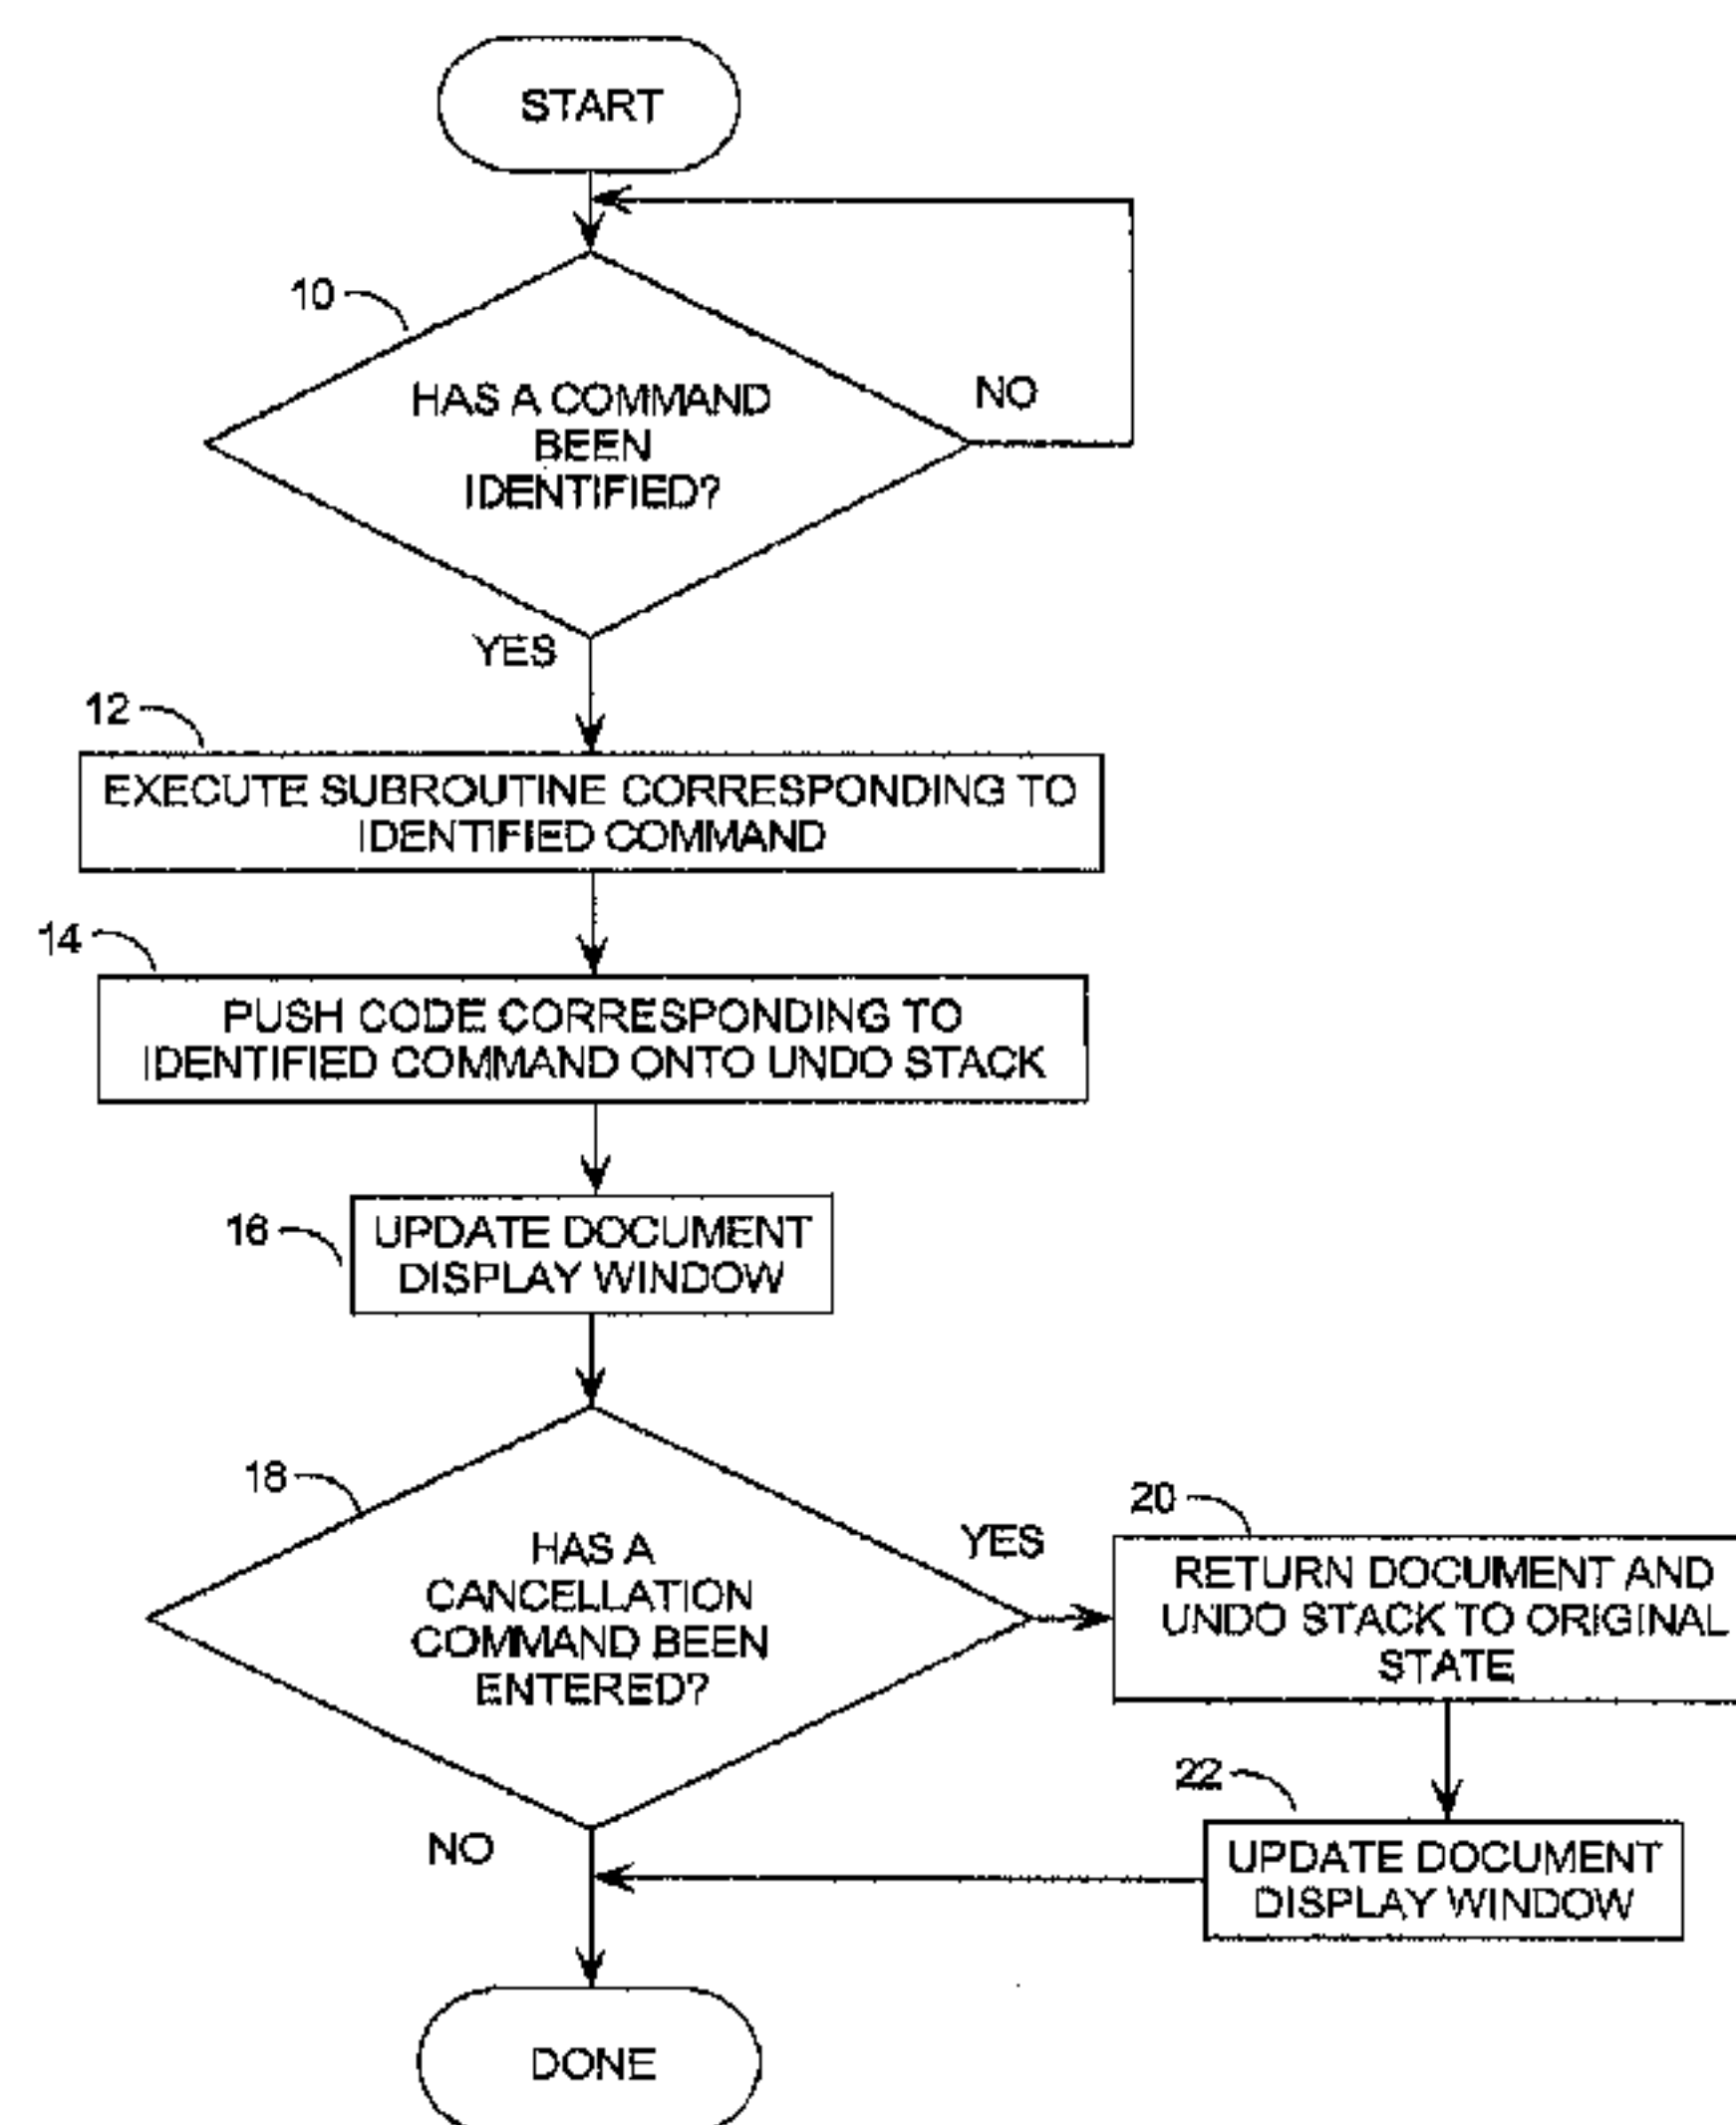 START
10
HAS A COMMAND
BEEN
IDENTIFIED?
NO
YES
12
EXECUTE SUBROUTINE CORRESPONDING TO
IDENTIFIED COMMAND
14
PUSH CODE CORRESPONDING TO
IDENTIFIED COMMAND ONTO UNDO STACK
16
UPDATE DOCUMENT
DISPLAY WINDOW
18
HAS A
CANCELLATION
COMMAND BEEN
ENTERED?
YES
20
RETURN DOCUMENT AND
UNDO STACK TO ORIGINAL
STATE
22
UPDATE DOCUMENT
DISPLAY WINDOW
NO
DONE